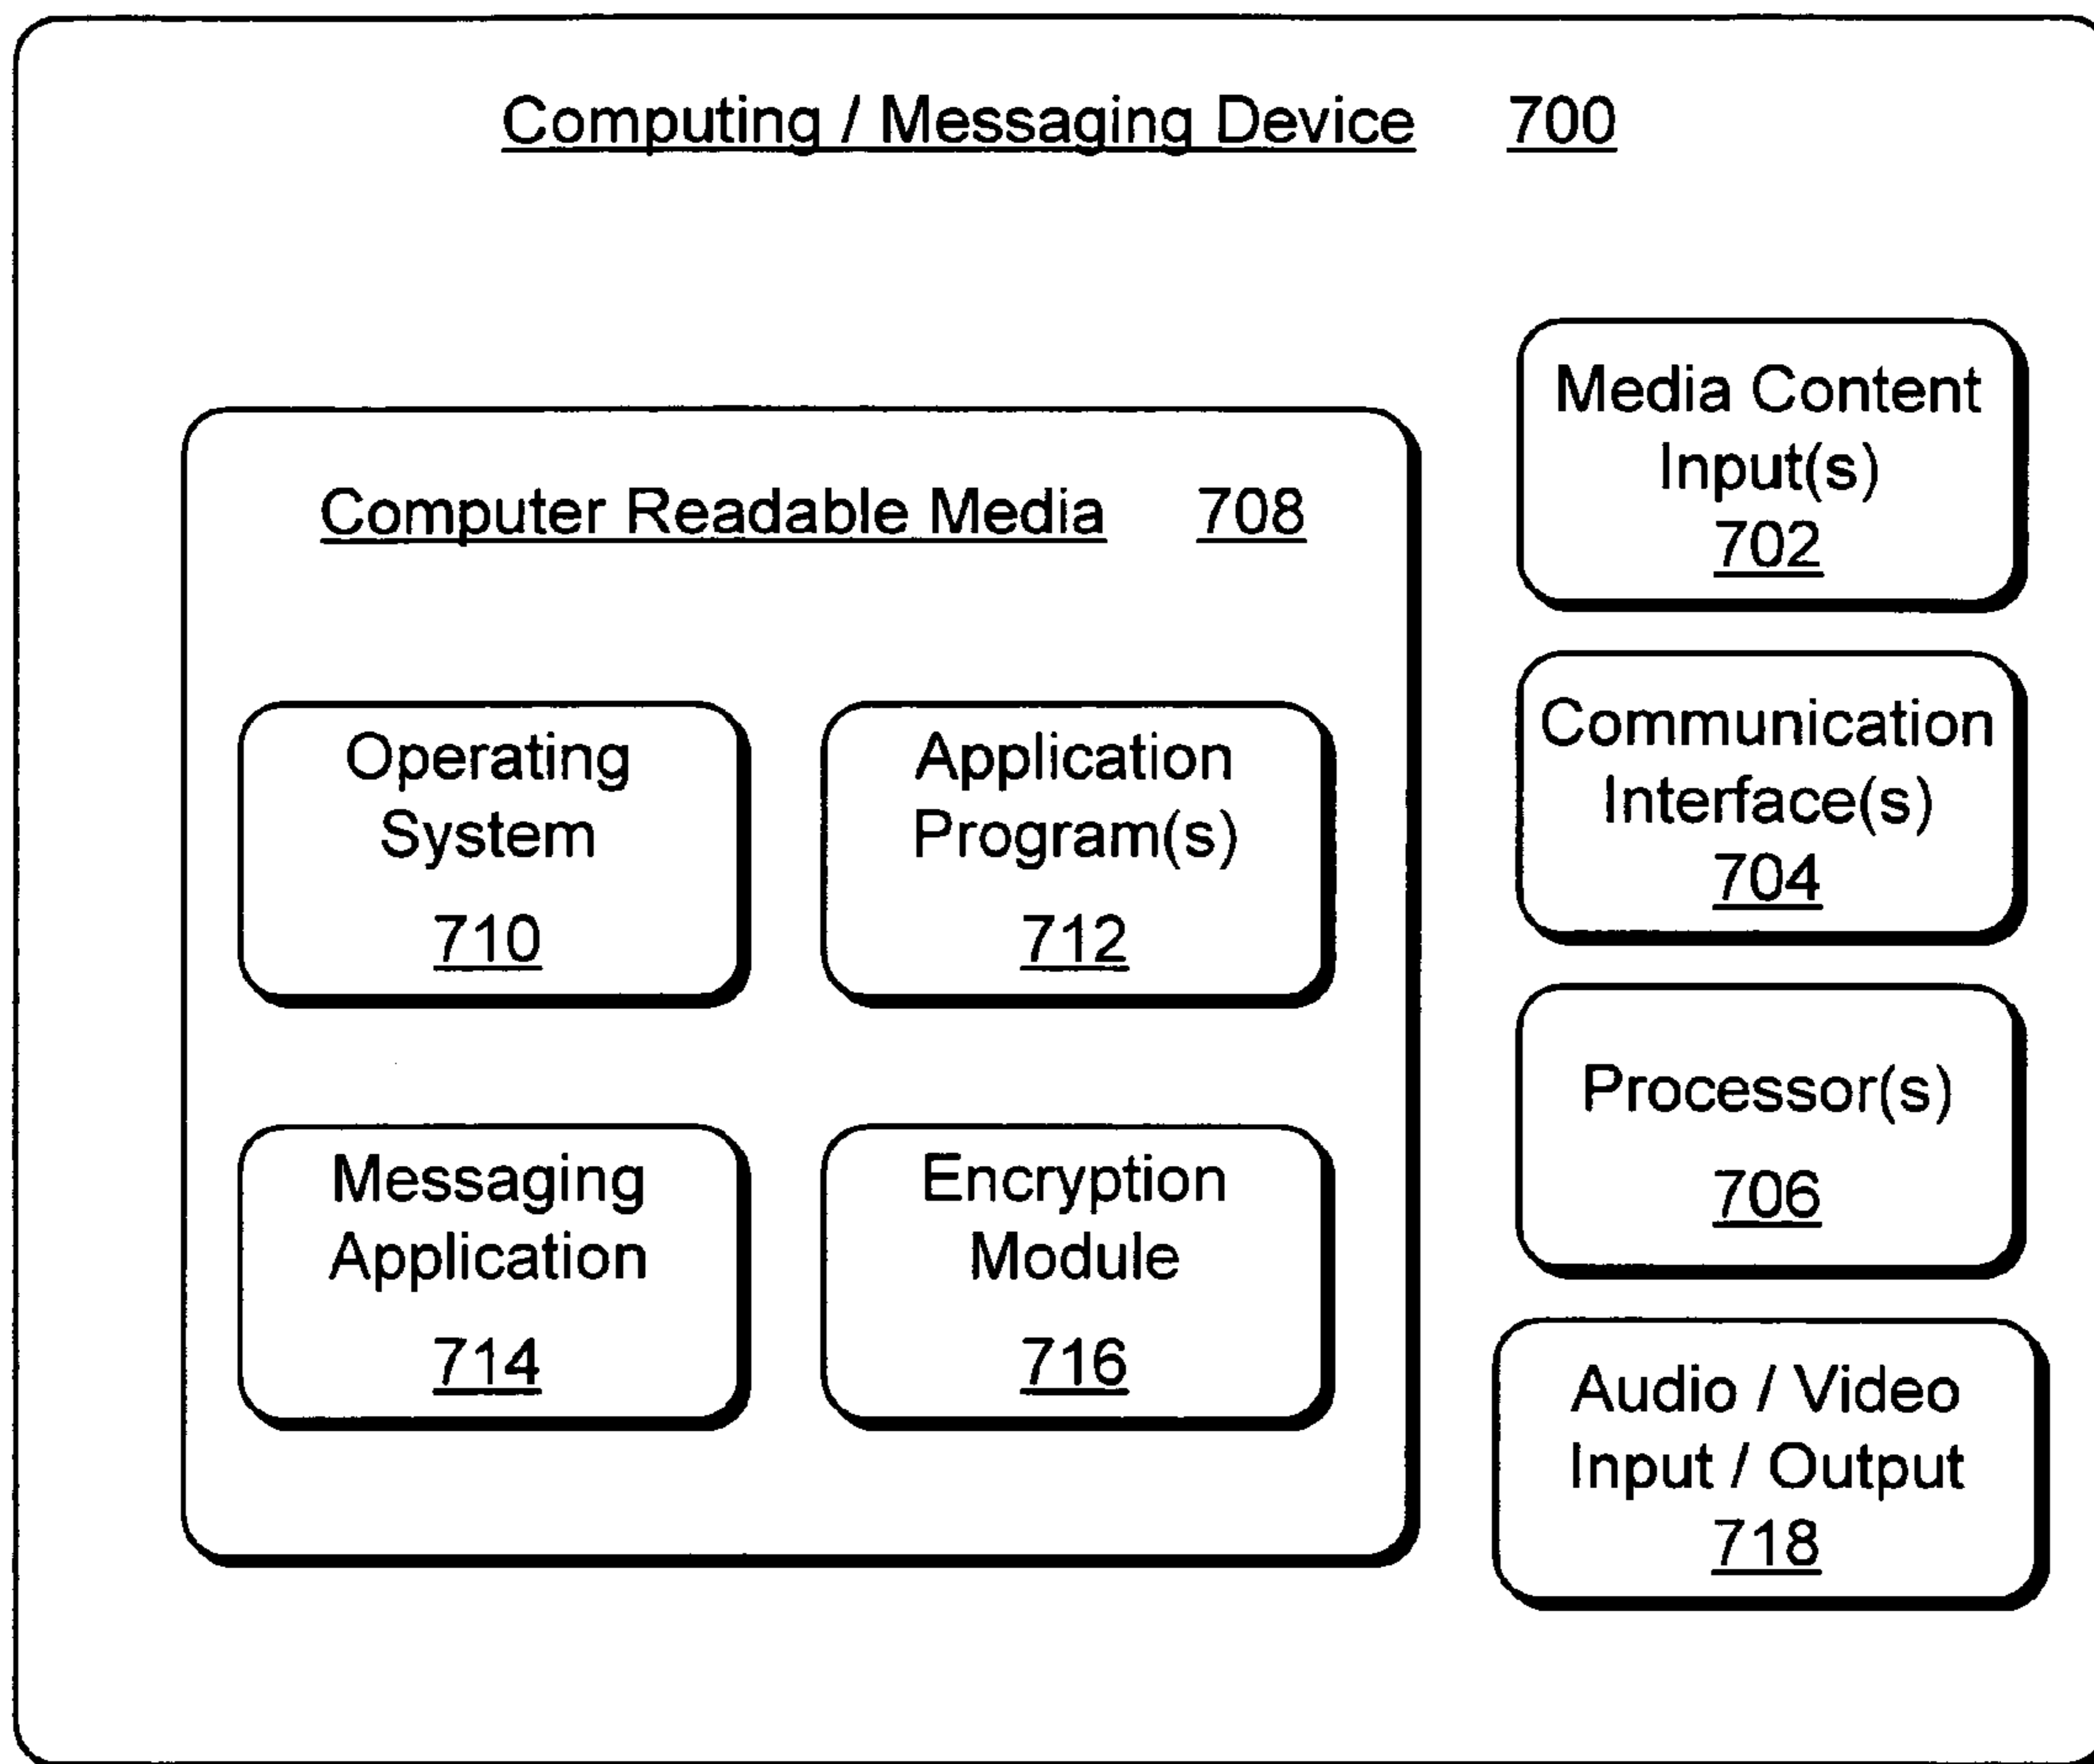 Computing / Messaging Device 700
Computer Readable Media 708
Operating
System
710
Application
Program(s)
712
Messaging
Application
714
Encryption
Module
716
Media Content
Input(s)
702
Communication
Interface(s)
704
Processor(s)
706
Audio / Video
Input / Output
718